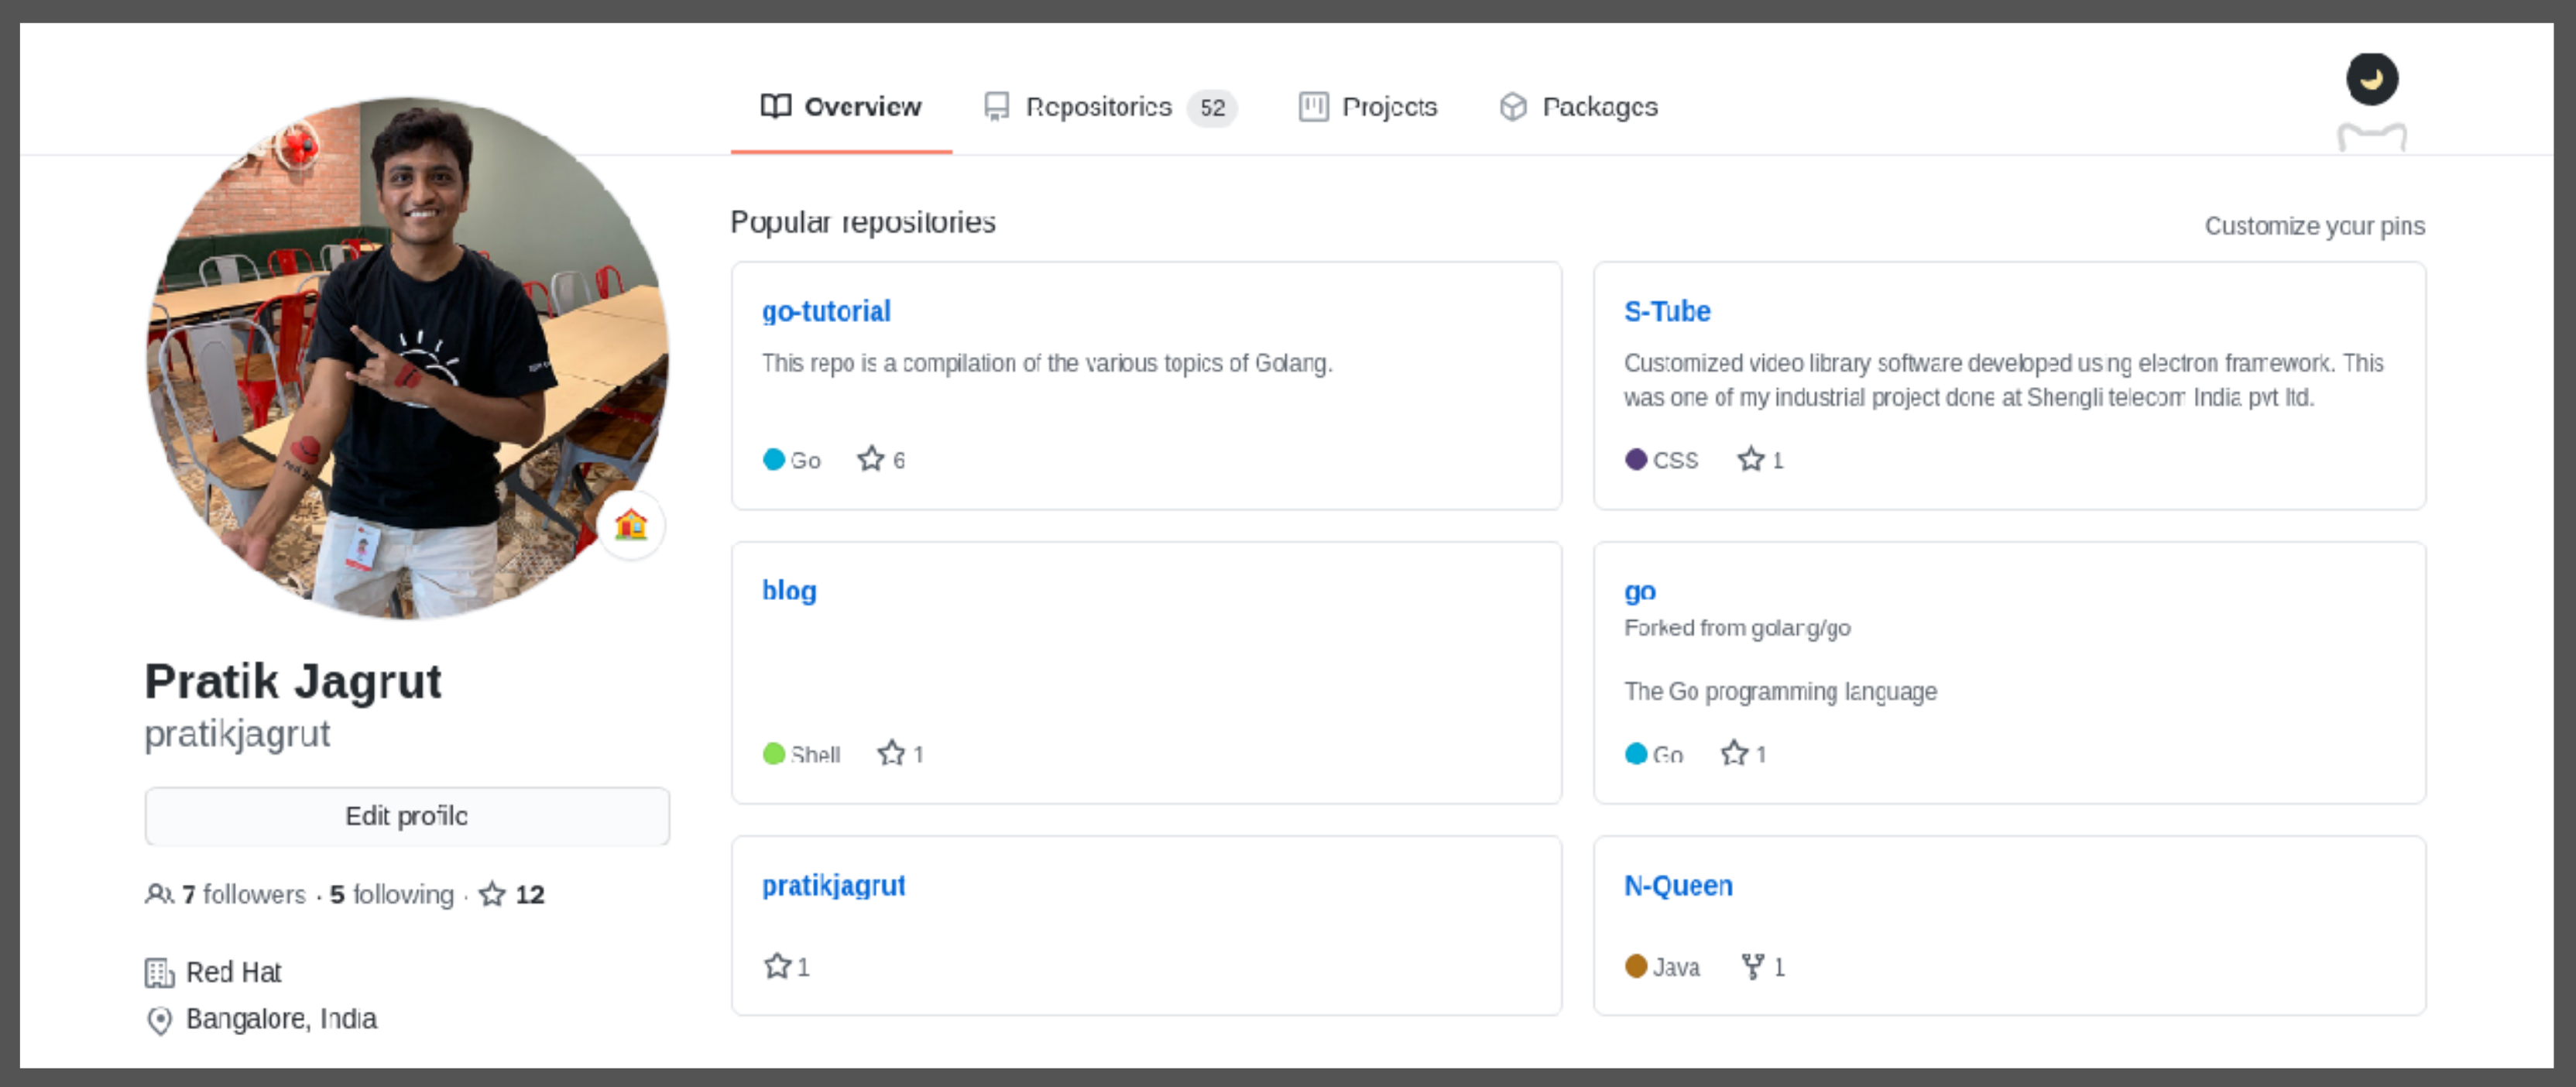 Overview Repositories 52 Projects Packages
Popular repositories
Customize your pins
go-tutorial
This repo is a compilation of the various topics of Golang.
Go 6
S-Tube
Customized video library software developed using electron framework. This
was one of my industrial project done at Shengli telecom India pvt ltd.
CSS 1
blog
Shell 1
go
Forked from golang/go
The Go programming language
Go 1
pratikjagrut
1
N-Queen
Java 1
Pratik Jagrut
pratikjagrut
Edit profile
7 followers · 5 following · 12
Red Hat
Bangalore, India